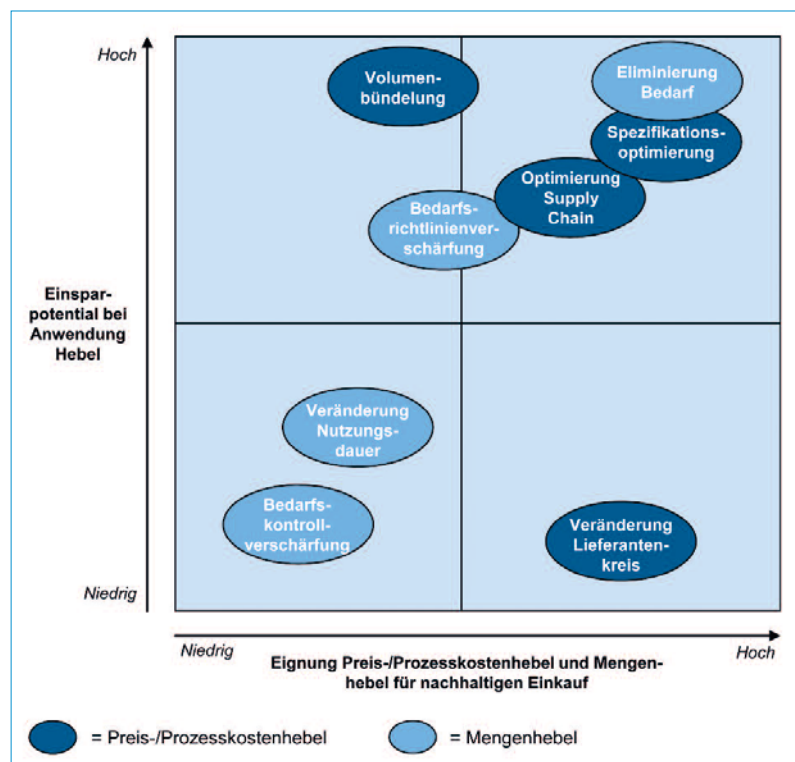 Hoch
Volumen-
bündelung
Eliminierung
Bedarf
Spezifikations-
optimierung
Optimierung
Supply
Chain
Bedarfs-
richtlinienver-
schärfung
Einspar-
potential bei
Anwendung
Hebel
Veränderung
Nutzungs-
dauer
Bedarfs-
kontroll-
verschärfung
Veränderung
Lieferanten-
kreis
Niedrig
Niedrig
Hoch
Eignung Preis-/Prozesskostenhebel und Mengen-
hebel für nachhaltigen Einkauf
= Preis-/Prozesskostenhebel
= Mengenhebel